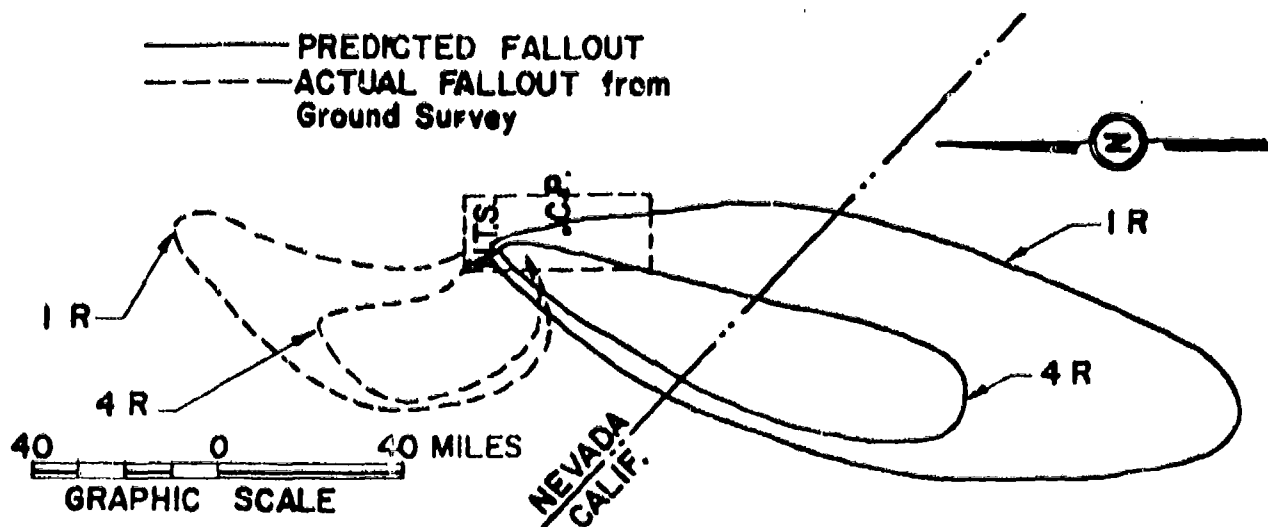 PREDICTED FALLOUT
ACTUAL FALLOUT from
Ground Survey
N
N.T.S.
.C.P.
1 R
1 R
4 R
4 R
40 0 40 MILES
GRAPHIC SCALE
NEVADA
CALIF.